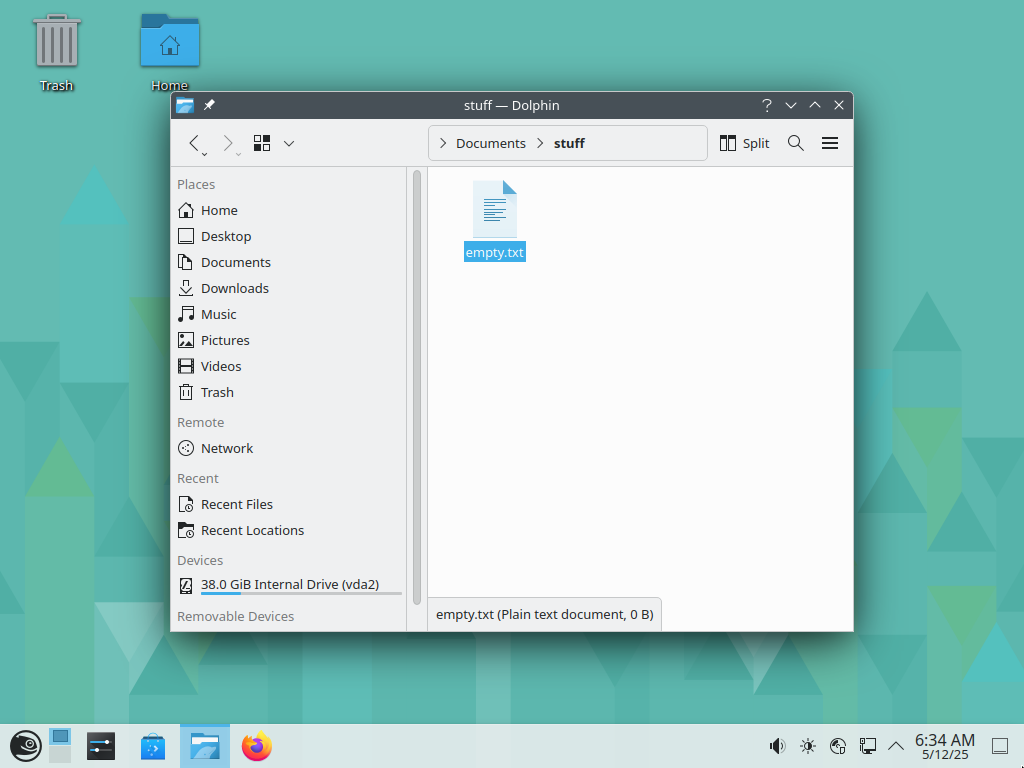 Trash
Home
stuff — Dolphin
Documents
stuff
Split
Places
Home
Desktop
Documents
Downloads
Music
Pictures
Videos
Trash
Remote
Network
Recent
Recent Files
Recent Locations
Devices
38.0 GiB Internal Drive (vda2)
Removable Devices
empty.txt
empty.txt (Plain text document, 0 B)
6:34 AM
5/12/25